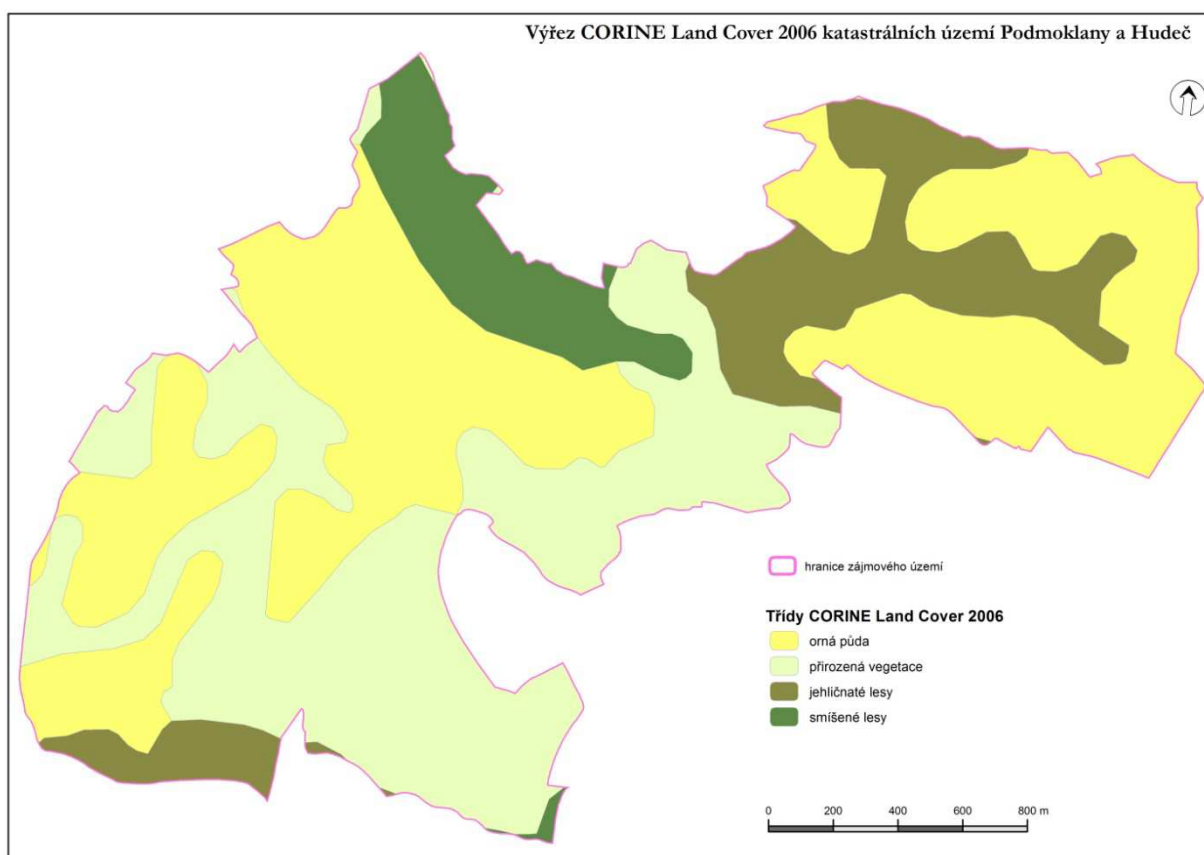 Výřez CORINE Land Cover 2006 katastrálních území Podmoklany a Hudeč
hranice zájmového území
Třídy CORINE Land Cover 2006
orná pùda
přirozená vegetace
jehličnaté lesy
smíšené lesy
0 200 400 600 800 m